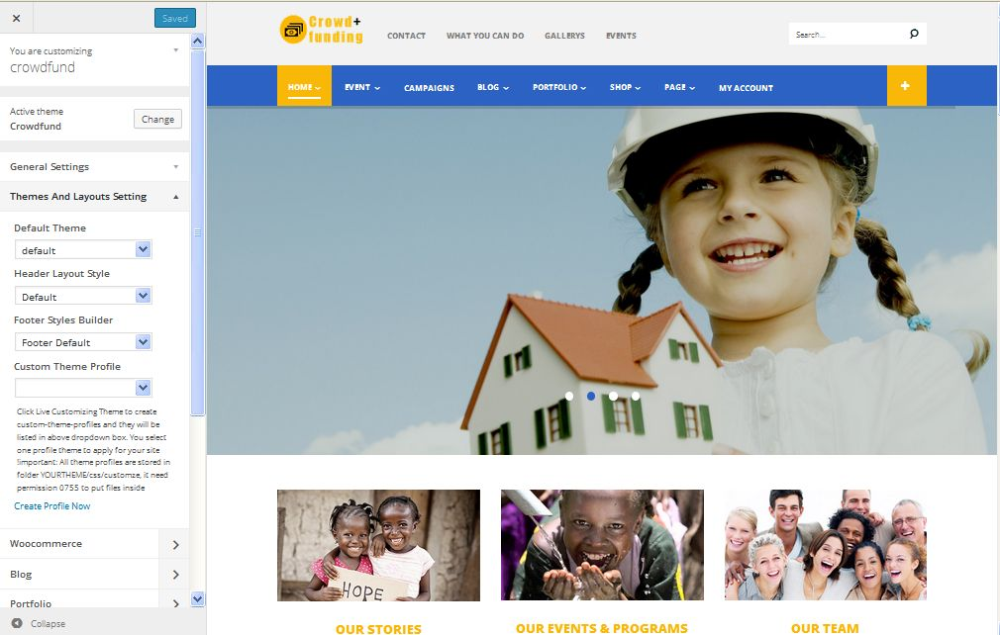 Saved
You are customizing
crowdfund
Active theme
Crowdfund
Change
General Settings
Themes And Layouts Setting
Default Theme
default
Header Layout Style
Default
Footer Styles Builder
Footer Default
Custom Theme Profile
Click Live Customizing Theme to create
custom-theme-profiles and they will be
listed in above dropdown box. You select
one profile theme to apply for your site
!important: All theme profiles are stored in
folder YOURTHEME/css/customze, it need
permission 0755 to put files inside
Create Profile Now
Woocommerce
Blog
Portfolio
Collapse
Crowd+
funding
CONTACT WHAT YOU CAN DO GALLERYS EVENTS
Search...
HOME EVENT CAMPAIGNS BLOG PORTFOLIO SHOP PAGE MY ACCOUNT +
HOPE
OUR STORIES OUR EVENTS & PROGRAMS OUR TEAM